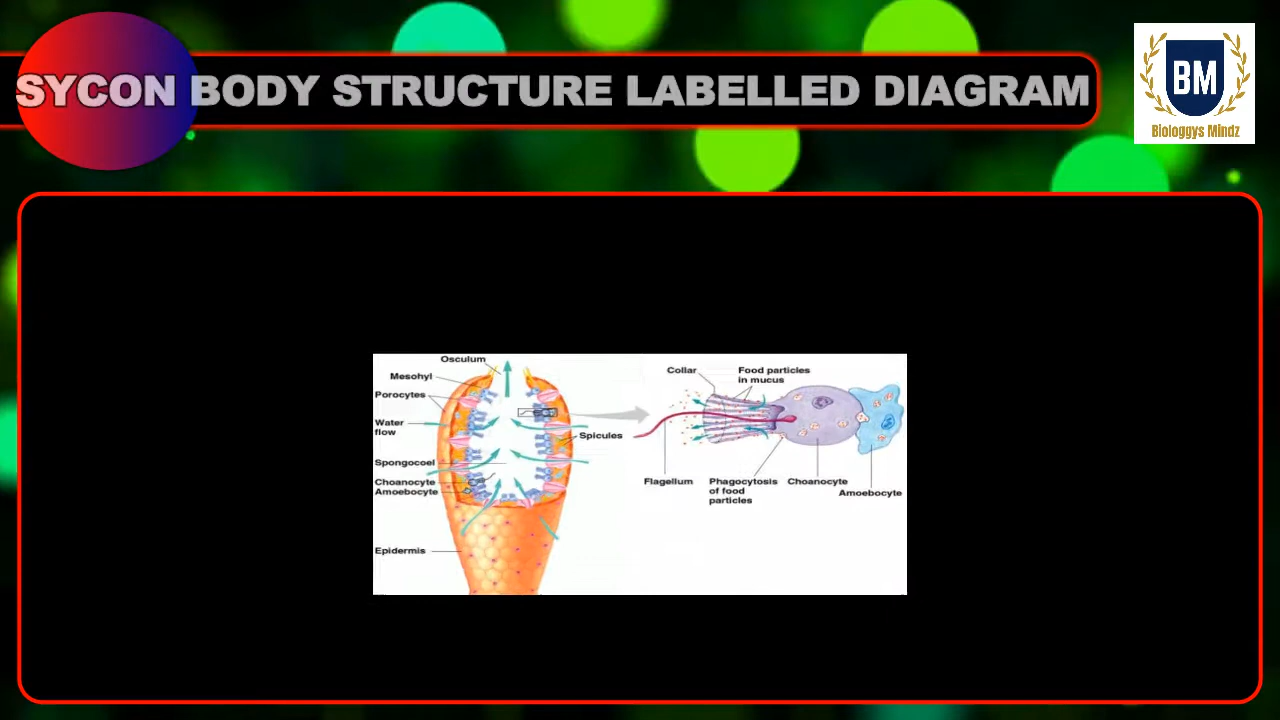 SYCON BODY STRUCTURE LABELLED DIAGRAM
BM
Biologgys Mindz
Osculum
Mesohyl
Porocytes
Water
flow
Spongocoel
Choanocyte
Amoebocyte
Epidermis
Spicules
Collar
Food particles
in mucus
Flagellum
Phagocytosis
of food
particles
Choanocyte
Amoebocyte